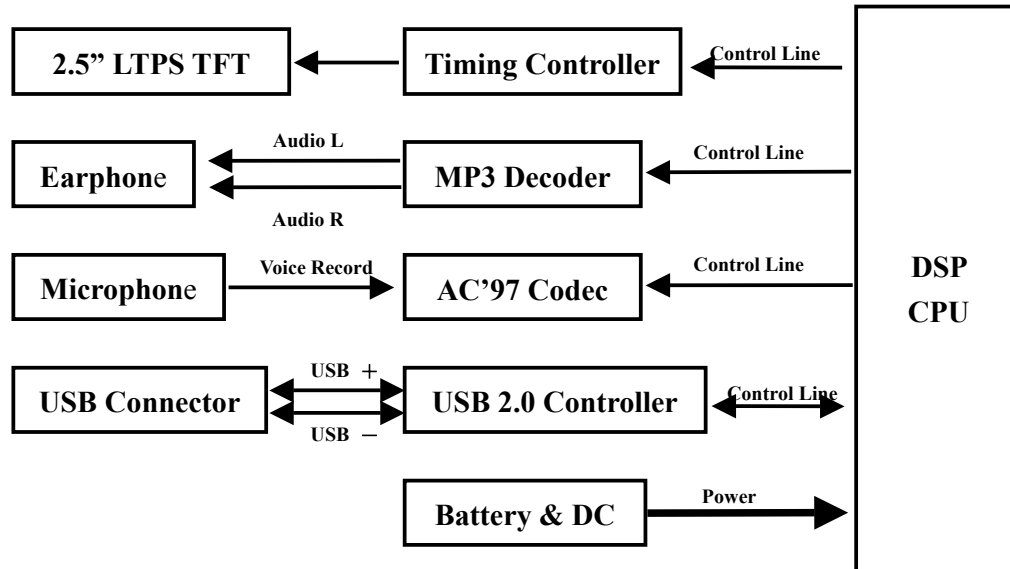 2.5” LTPS TFT
Timing Controller
Control Line
Earphone
Audio L
Audio R
MP3 Decoder
Control Line
Microphone
Voice Record
AC’97 Codec
Control Line
DSP
CPU
USB Connector
USB +
USB −
USB 2.0 Controller
Control Line
Battery & DC
Power